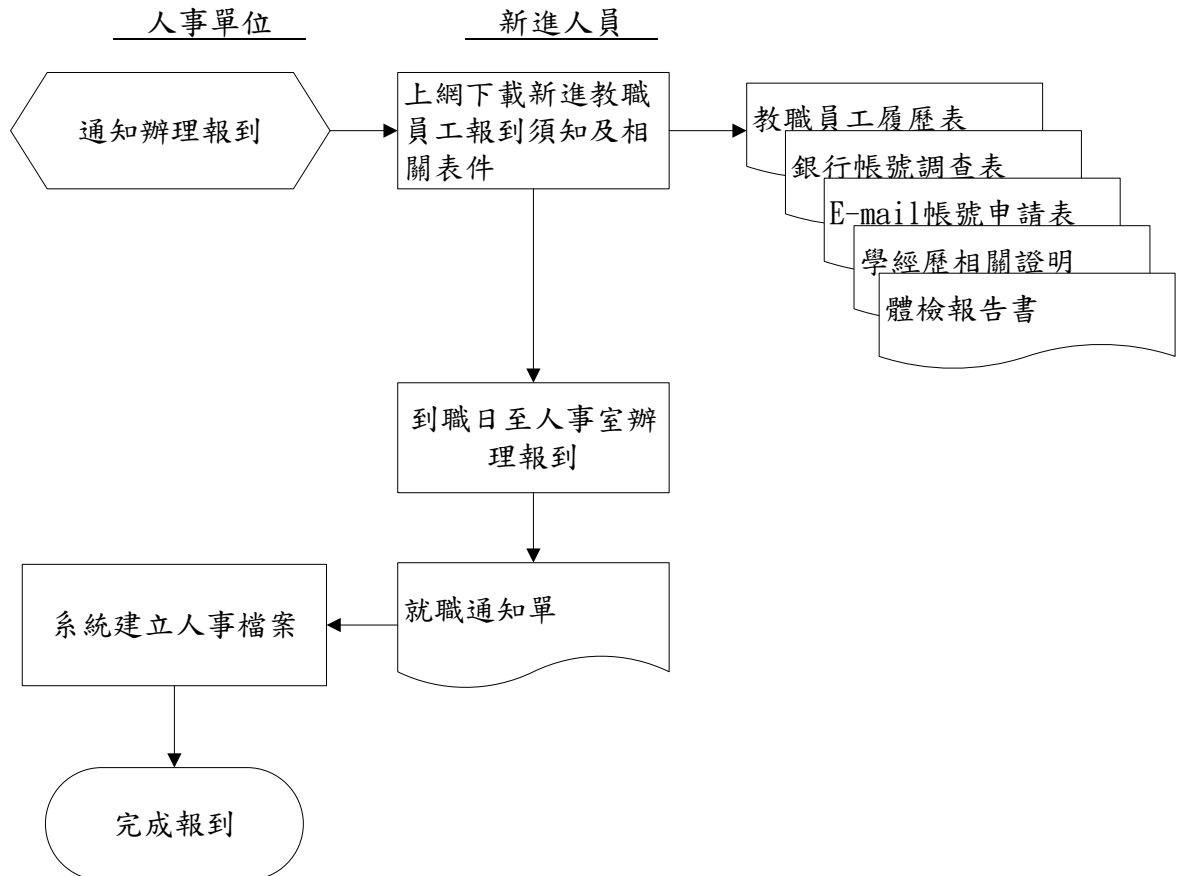 人事單位
新進人員
通知辦理報到
上網下載新進教職
員工報到須知及相
關表件
教職員工履歷表
銀行帳號調查表
E-mail帳號申請表
學經歷相關證明
體檢報告書
到職日至人事室辦
理報到
就職通知單
系統建立人事檔案
完成報到